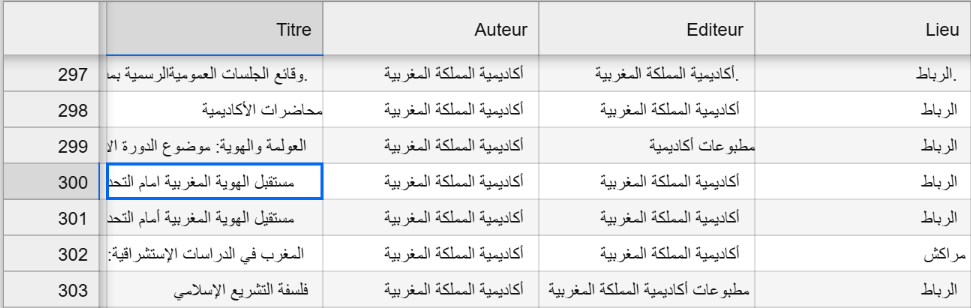 Titre Auteur Editeur Lieu
297 .وقائع الجلسات العموميةالرسمية بمـ أكاديمية المملكة المغربية .أكاديمية المملكة المغربية .الرباط
298 محاضرات الأكاديمية أكاديمية المملكة المغربية أكاديمية المملكة المغربية الرباط
299 العولمة والهوية: موضوع الدورة الا أكاديمية المملكة المغربية مطبوعات أكاديمية الرباط
300 مستقبل الهوية المغربية امام التحد أكاديمية المملكة المغربية أكاديمية المملكة المغربية الرباط
301 مستقيل الهوية المغربية أمام التحد أكاديمية المملكة المغربية أكاديمية المملكة المغربية الرباط
302 المغرب في الدراسات الإستشراقية: أكاديمية المملكة المغربية أكاديمية المملكة المغربية مراكش
303 فلسفة التشريع الإسلامي أكاديمية المملكة المغربية مطبوعات أكاديمية المملكة المغربية الرباط